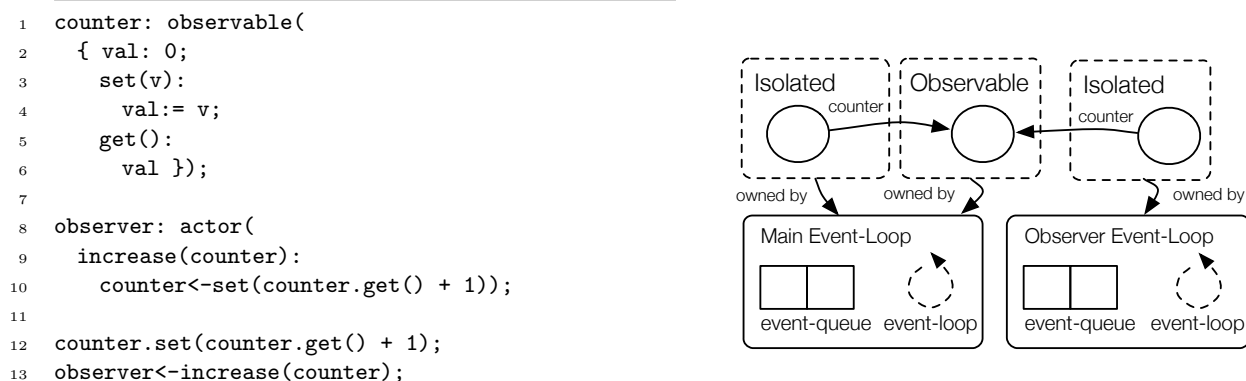 1 counter: observable(
2 { val: 0;
3 set(v):
4 val:= v;
5 get():
6 val });
7
8 observer: actor(
9 increase(counter):
10 counter<-set(counter.get() + 1));
11
12 counter.set(counter.get() + 1);
13 observer<-increase(counter);
Isolated Observable Isolated
counter counter
owned by owned by owned by
Main Event-Loop Observer Event-Loop
event-queue event-loop event-queue event-loop